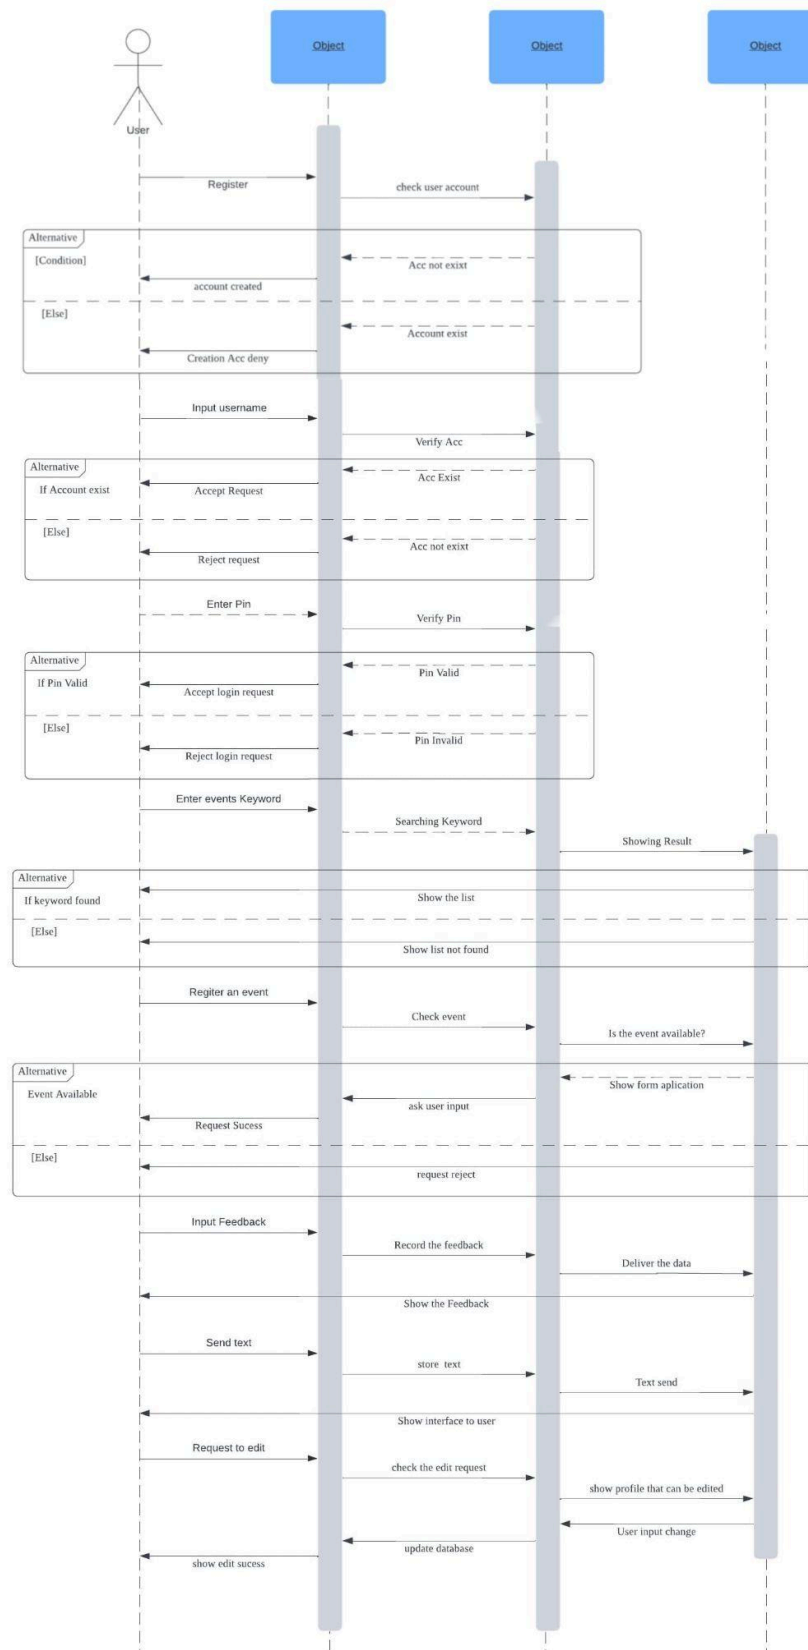 Object
Object
Object
User
Register
check user account
Alternative
[Condition]
Acc not exixt
account created
[Else]
Account exist
Creation Acc deny
Input username
Verify Acc
Alternative
Acc Exist
If Account exist
Accept Request
[Else]
Acc not exixt
Reject request
Enter Pin
Verify Pin
Alternative
Pin Valid
If Pin Valid
Accept login request
[Else]
Pin Invalid
Reject login request
Enter events Keyword
Searching Keyword
Showing Result
Alternative
If keyword found
Show the list
[Else]
Show list not found
Regiter an event
Check event
Is the event available?
Alternative
Show form aplication
Event Available
ask user input
Request Sucess
[Else]
request reject
Input Feedback
Record the feedback
Deliver the data
Show the Feedback
Send text
store text
Text send
Show interface to user
Request to edit
check the edit request
show profile that can be edited
User input change
update database
show edit sucess